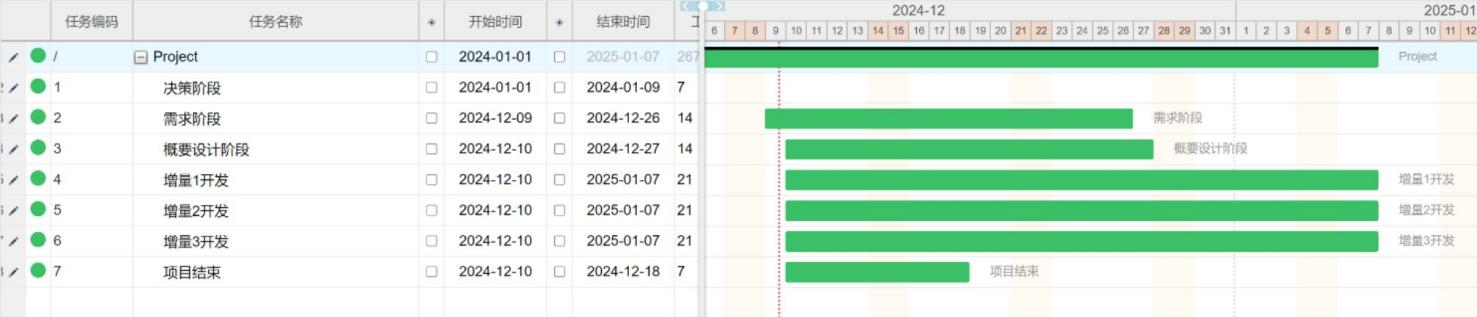 任务编码 任务名称 开始时间 结束时间 2024-12 2025-01
6 7 8 9 10 11 12 13 14 15 16 17 18 19 20 21 22 23 24 25 26 27 28 29 30 31 1 2 3 4 5 6 7 8 9 10 11 12
/ Project 2024-01-01 2025-01-07 267 Project
1 决策阶段 2024-01-01 2024-01-09 7
2 需求阶段 2024-12-09 2024-12-26 14 需求阶段
3 概要设计阶段 2024-12-10 2024-12-27 14 概要设计阶段
4 增量1开发 2024-12-10 2025-01-07 21 增量1开发
5 增量2开发 2024-12-10 2025-01-07 21 增量2开发
6 增量3开发 2024-12-10 2025-01-07 21 增量3开发
7 项目结束 2024-12-10 2024-12-18 7 项目结束